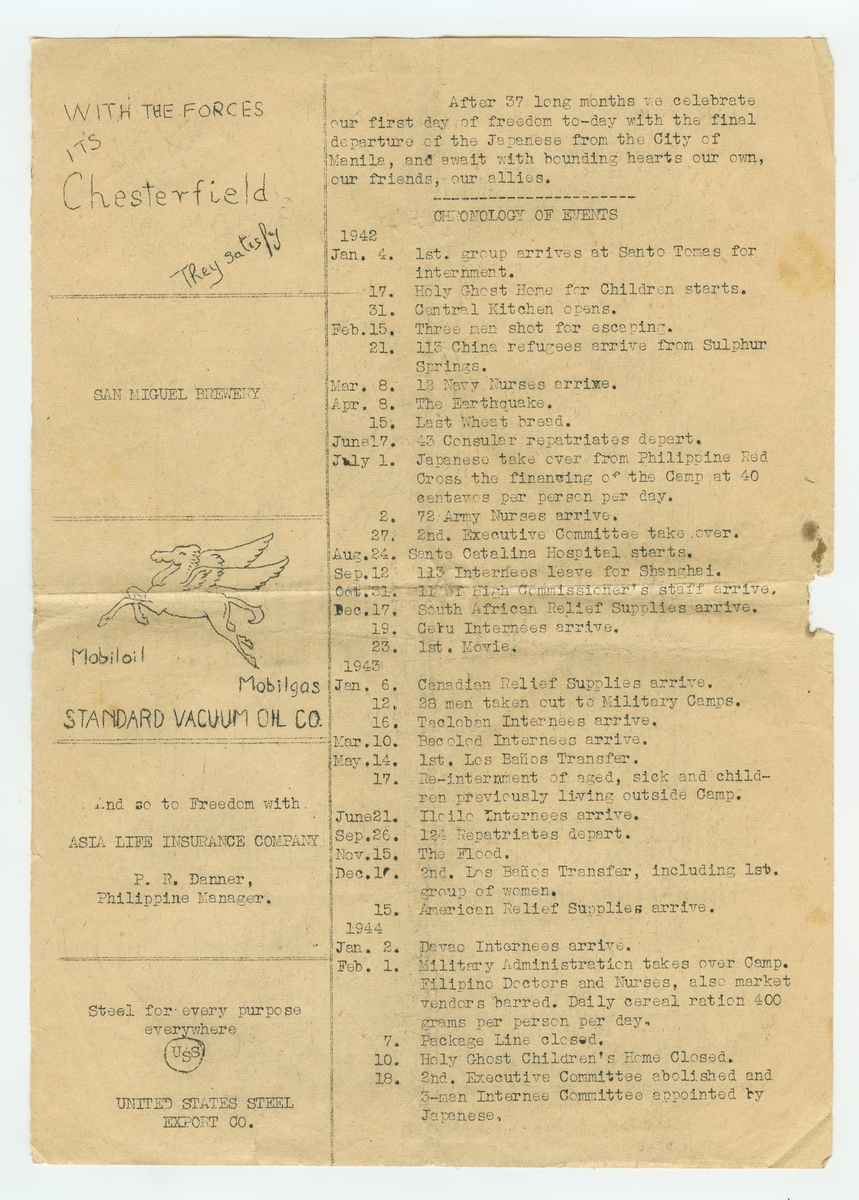 WITH THE FORCES
ITS
Chesterfield
They satisfy
SAN MIGUEL BREWERY
Mobiloil
Mobilgas
STANDARD VACUUM OIL CO.
And so to Freedom with
ASIA LIFE INSURANCE COMPANY
P. R. Danner,
Philippine Manager.
Steel for every purpose
everywhere
USS
UNITED STATES STEEL
EXPORT CO.
After 37 long months we celebrate
our first day of freedom to-day with the final
departure of the Japanese from the City of
Manila, and await with bounding hearts our own,
our friends, our allies.
CHRONOLOGY OF EVENTS
1942
Jan. 4. 1st. group arrives at Santo Tomas for
internment.
17. Holy Ghost Home for Children starts.
31. Central Kitchen opens.
Feb.15. Three men shot for escaping.
21. 113 China refugees arrive from Sulphur
Springs.
Mar. 8. 12 Navy Nurses arrive.
Apr. 8. The Earthquake.
15. Last Wheat bread.
June17. 43 Consular repatriates depart.
July 1. Japanese take over from Philippine Red
Cross the financing of the Camp at 40
centavos per person per day.
2. 72 Army Nurses arrive.
27. 2nd. Executive Committee take over.
Aug.24. Santa Catalina Hospital starts.
Sep.12 113 Internees leave for Shanghai.
Oct.31. 11 of High Commissioner's staff arrive.
Dec.17. South African Relief Supplies arrive.
19. Cebu Internees arrive.
23. 1st. Movie.
1943
Jan. 6. Canadian Relief Supplies arrive.
12. 28 men taken out to Military Camps.
16. Tacloban Internees arrive.
Mar.10. Bacolod Internees arrive.
May.14. 1st. Los Baños Transfer.
17. Re-internment of aged, sick and child-
ren previously living outside Camp.
June21. Iloilo Internees arrive.
Sep.26. 124 Repatriates depart.
Nov.15. The Flood.
Dec. 2nd. Los Baños Transfer, including 1st.
group of women.
15. American Relief Supplies arrive.
1944
Jan. 2. Davao Internees arrive.
Feb. 1. Military Administration takes over Camp.
Filipino Doctors and Nurses, also market
vendors barred. Daily cereal ration 400
grams per person per day.
7. Package Line closed.
10. Holy Ghost Children's Home Closed.
18. 2nd. Executive Committee abolished and
3-man Internee Committee appointed by
Japanese.